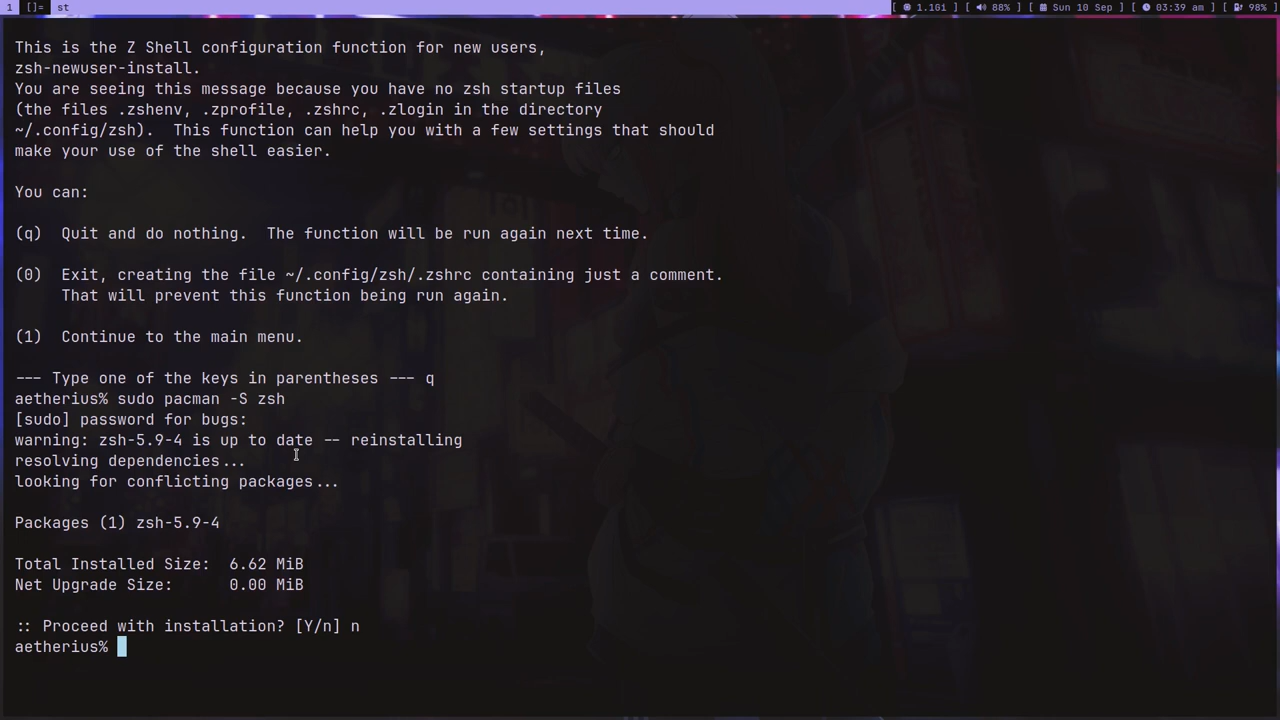 1 []= st [ 1.1Gi ] [ 88% ] [ Sun 10 Sep ] [ 03:39 am ] [ 98% ]
This is the Z Shell configuration function for new users,
zsh-newuser-install.
You are seeing this message because you have no zsh startup files
(the files .zshenv, .zprofile, .zshrc, .zlogin in the directory
~/.config/zsh).  This function can help you with a few settings that should
make your use of the shell easier.
You can:
(q)  Quit and do nothing.  The function will be run again next time.
(0)  Exit, creating the file ~/.config/zsh/.zshrc containing just a comment.
     That will prevent this function being run again.
(1)  Continue to the main menu.
--- Type one of the keys in parentheses --- q
aetherius% sudo pacman -S zsh
[sudo] password for bugs:
warning: zsh-5.9-4 is up to date -- reinstalling
resolving dependencies...
looking for conflicting packages...
Packages (1) zsh-5.9-4
Total Installed Size:  6.62 MiB
Net Upgrade Size:      0.00 MiB
:: Proceed with installation? [Y/n] n
aetherius%